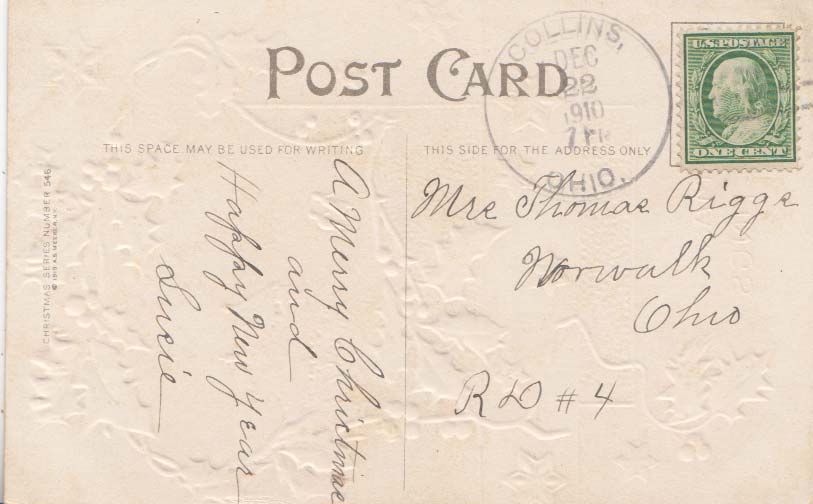 POST CARD
COLLINS,
DEC
22
1910
OHIO.
U.S. POSTAGE
ONE CENT
THIS SPACE MAY BE USED FOR WRITING
THIS SIDE FOR THE ADDRESS ONLY
CHRISTMAS SERIES NUMBER 546
A Merry Christmas
and
Happy New Year
Lucie
Mrs Thomas Riggs
Norwalk
Ohio
R D #4